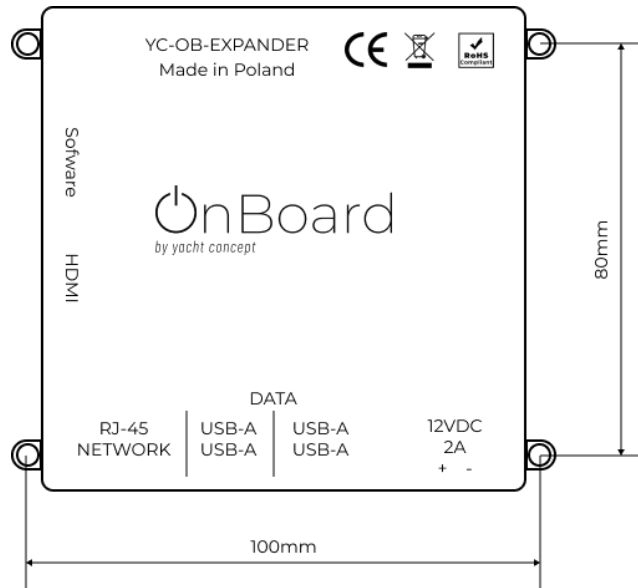 YC-OB-EXPANDER
Made in Poland
CE
RoHS
Compliant
Sofware
OnBoard
by yacht concept
HDMI
80mm
DATA
RJ-45
NETWORK
USB-A
USB-A
USB-A
USB-A
12VDC
2A
+ -
100mm